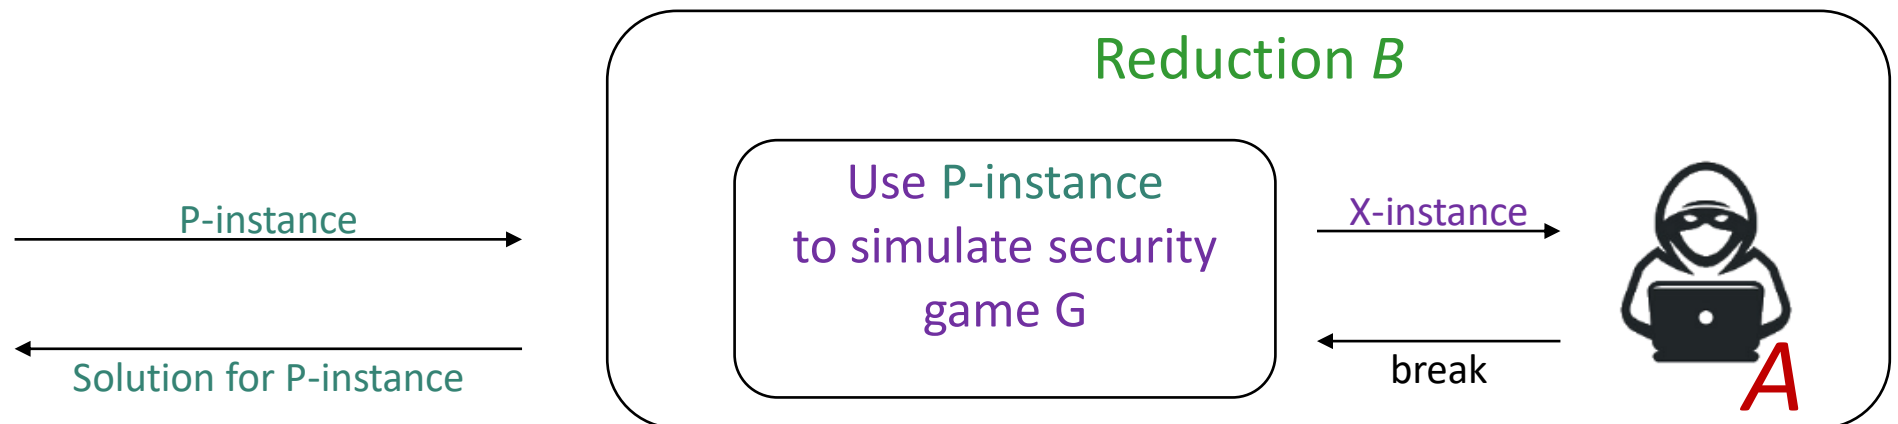 Reduction B
P-instance
Solution for P-instance
Use P-instance
to simulate security
game G
X-instance
break
A